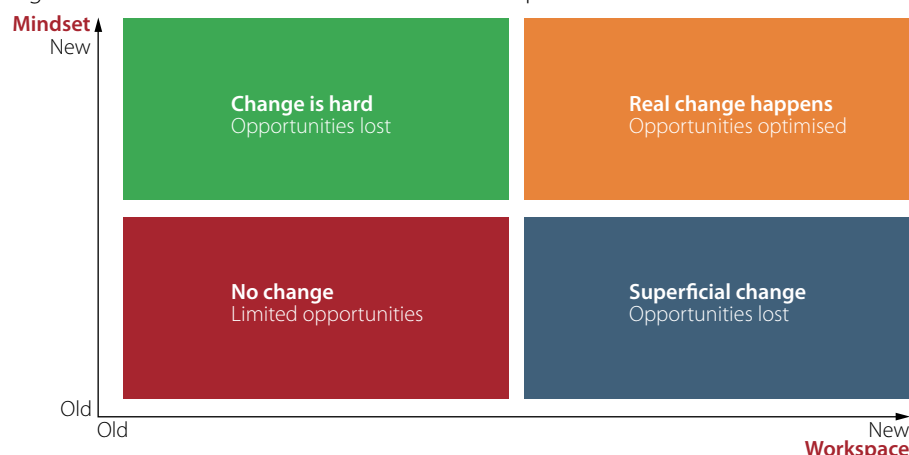 Mindset
New
Change is hard
Opportunities lost
Real change happens
Opportunities optimised
No change
Limited opportunities
Superficial change
Opportunities lost
Old
Old
New
Workspace